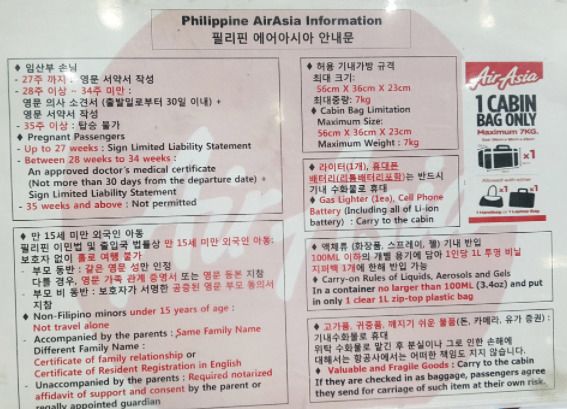 Philippine AirAsia Information
필리핀 에어아시아 안내문
♦ 임산부 손님
- 27주 까지 : 영문 서약서 작성
- 28주 이상 ~ 34주 미만 :
영문 의사 소견서 (출발일로부터 30일 이내) +
영문 서약서 작성
- 35주 이상 : 탑승 불가
♦ Pregnant Passengers
- Up to 27 weeks : Sign Limited Liability Statement
- Between 28 weeks to 34 weeks :
An approved doctor's medical certificate
(Not more than 30 days from the departure date) +
Sign Limited Liability Statement
- 35 weeks and above : Not permitted
♦ 만 15세 미만 외국인 아동
필리핀 이민법 및 출입국 법률상 만 15세 미만 외국인 아동:
보호자 없이 홀로 여행 불가
- 부모 동반 : 같은 영문 성만 인정
다를 경우, 영문 가족 관계 증명서 또는 영문 등본 지참
- 부모 비 동반 : 보호자가 서명한 공증된 영문 부모 동의서
지참
♦ Non-Filipino minors under 15 years of age :
Not travel alone
- Accompanied by the parents : Same Family Name
Different Family Name :
Certificate of family relationship or
Certificate of Resident Registration in English
- Unaccompanied by the parents : Required notarized
affidavit of support and consent by the parent or
regally appointed guardian
♦ 허용 기내가방 규격
최대 크기:
56cm X 36cm X 23cm
최대중량: 7kg
♦ Cabin Bag Limitation
Maximum Size:
56cm X 36cm X 23cm
Maximum Weight : 7kg
♦ 라이터(1개), 휴대폰
배터리(리튬배터리포함)는 반드시
기내 수화물로 휴대
♦ Gas Lighter (1ea), Cell Phone
Battery (Including all of Li-ion
battery) : Carry to the cabin
♦ 액체류 (화장품, 스프레이, 젤) 기내 반입
100ML 이하의 개별 용기에 담아 1인당 1L 투명 비닐
지퍼백 1개에 한해 반입 가능
♦ Carry-on Rules of Liquids, Aerosols and Gels
In a container no larger than 100ML (3.4oz) and put
in only 1 clear 1L zip-top plastic bag
♦ 고가품, 귀중품, 깨지기 쉬운 물품(돈, 카메라, 유가 증권) :
기내수화물로 휴대
위탁 수화물로 맡긴 후 분실이나 그로 인한 손해에
대해서는 항공사에서는 어떠한 책임도 지지 않습니다.
♦ Valuable and Fragile Goods : Carry to the cabin
If they are checked in as baggage, passengers agree
they send for carriage of such item at their own risk.
AirAsia
1 CABIN
BAG ONLY
Maximum 7KG.
x1
Allowed with either
x1
x1
1 Handbag or 1 Laptop Bag